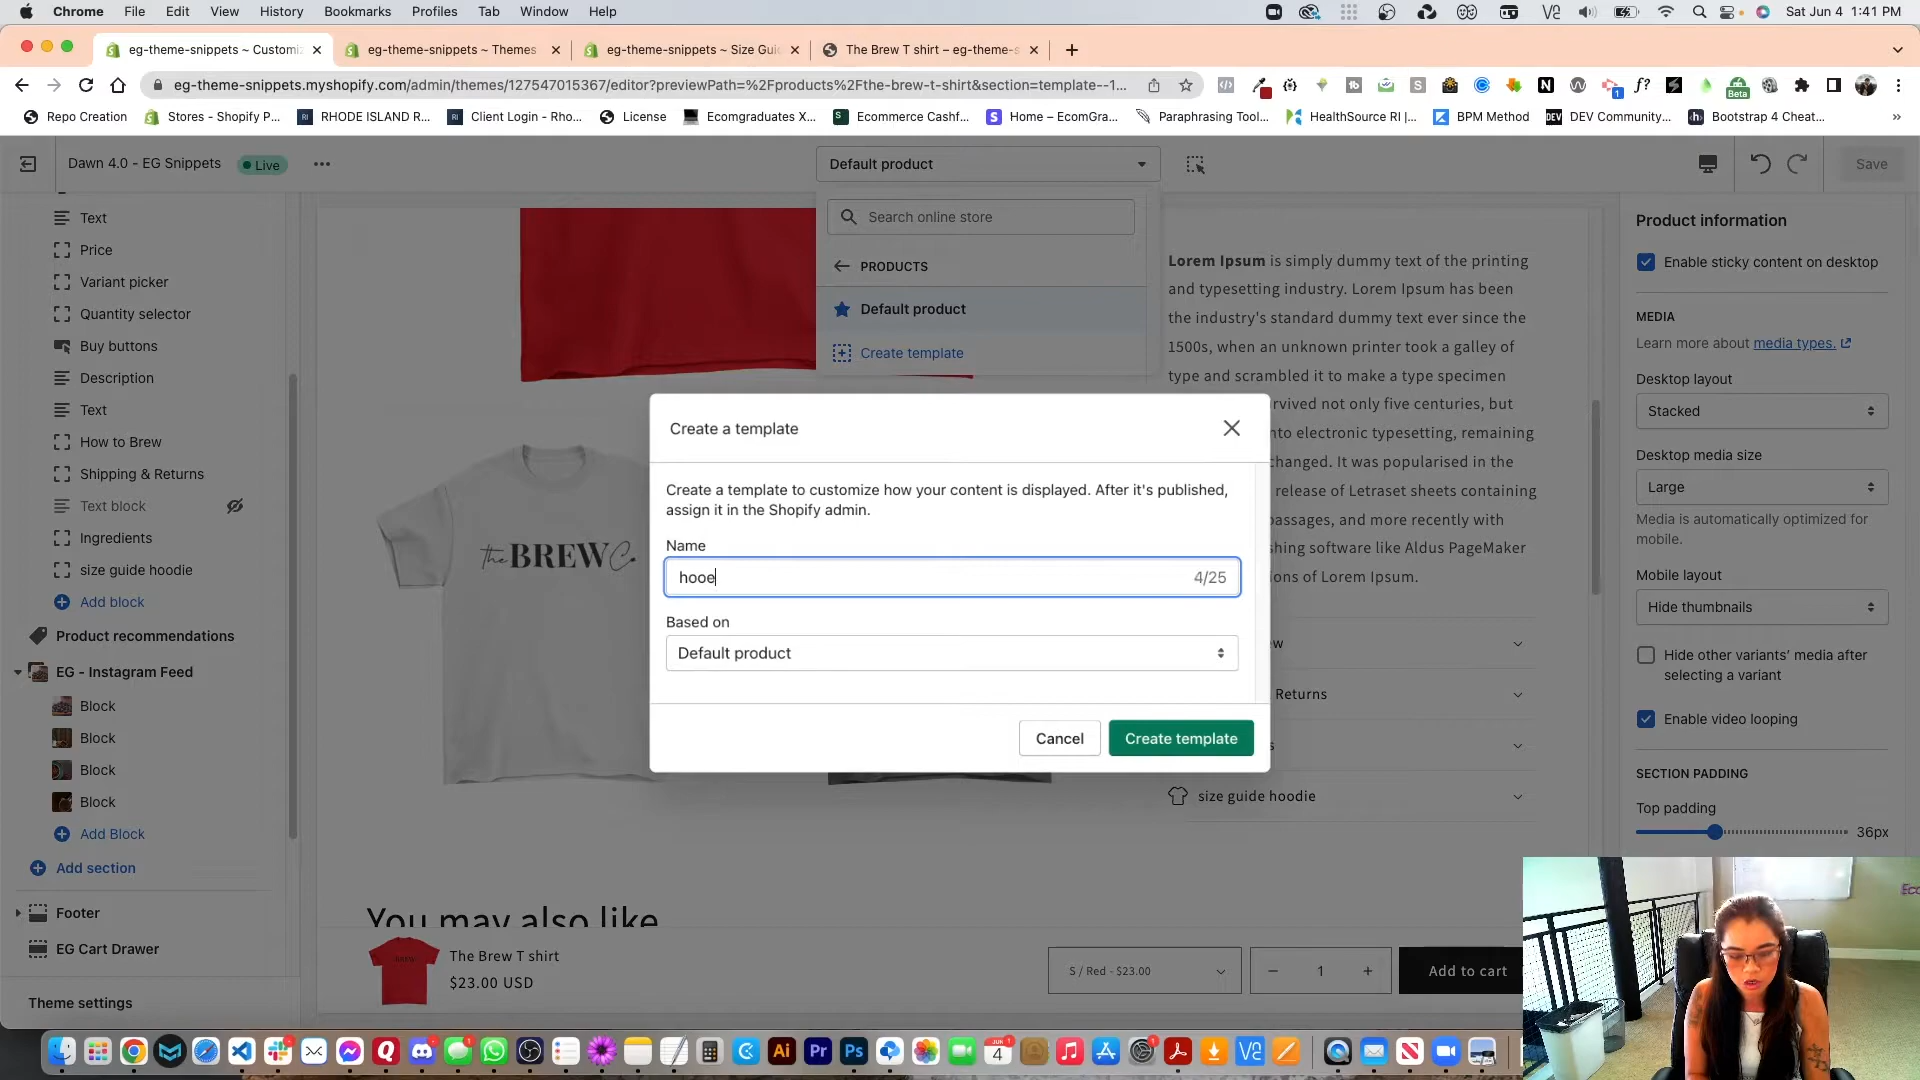 Chrome File Edit View History Bookmarks Profiles Tab Window Help Sat Jun 4 1:41 PM
eg-theme-snippets ~ Customiz eg-theme-snippets ~ Themes eg-theme-snippets ~ Size Gui The Brew T shirt – eg-theme-s
eg-theme-snippets.myshopify.com/admin/themes/127547015367/editor?previewPath=%2Fproducts%2Fthe-brew-t-shirt&section=template--1...
Repo Creation Stores - Shopify P... RHODE ISLAND R... Client Login - Rho... License Ecomgraduates X... Ecommerce Cashf... Home – EcomGra... Paraphrasing Tool... HealthSource RI |... BPM Method DEV Community... Bootstrap 4 Cheat... »
Dawn 4.0 - EG Snippets Live Default product Save
Text
Price
Variant picker
Quantity selector
Buy buttons
Description
Text
How to Brew
Shipping & Returns
Text block
Ingredients
size guide hoodie
Add block
Product recommendations
EG - Instagram Feed
Block
Block
Block
Block
Add Block
Add section
Footer
EG Cart Drawer
Theme settings
Search online store
PRODUCTS
Default product
Create template
the BREW Co.
Lorem Ipsum is simply dummy text of the printing
and typesetting industry. Lorem Ipsum has been
the industry's standard dummy text ever since the
1500s, when an unknown printer took a galley of
type and scrambled it to make a type specimen
rvived not only five centuries, but
nto electronic typesetting, remaining
changed. It was popularised in the
release of Letraset sheets containing
assages, and more recently with
shing software like Aldus PageMaker
ions of Lorem Ipsum.
w
Returns
s
size guide hoodie
Create a template
Create a template to customize how your content is displayed. After it's published,
assign it in the Shopify admin.
Name
hooe 4/25
Based on
Default product
Cancel Create template
You may also like
The Brew T shirt
$23.00 USD
S / Red - $23.00 1 Add to cart
Product information
Enable sticky content on desktop
MEDIA
Learn more about media types.
Desktop layout
Stacked
Desktop media size
Large
Media is automatically optimized for
mobile.
Mobile layout
Hide thumbnails
Hide other variants' media after
selecting a variant
Enable video looping
SECTION PADDING
Top padding
36px